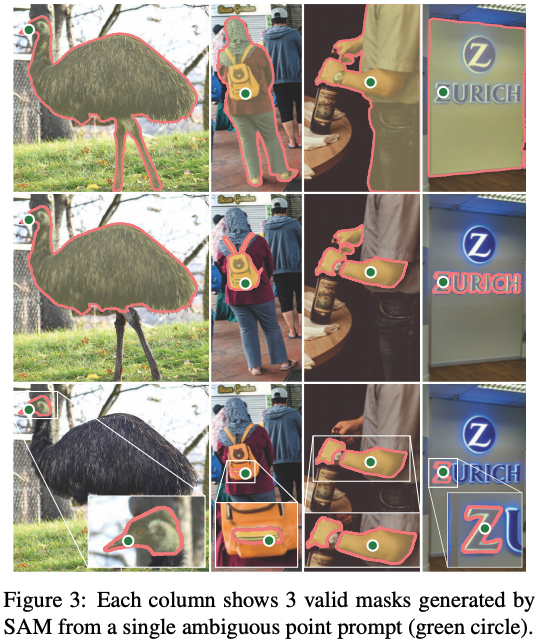 Z
ZURICH
Z
ZURICH
Z
ZURICH
Z
Figure 3: Each column shows 3 valid masks generated by
SAM from a single ambiguous point prompt (green circle).